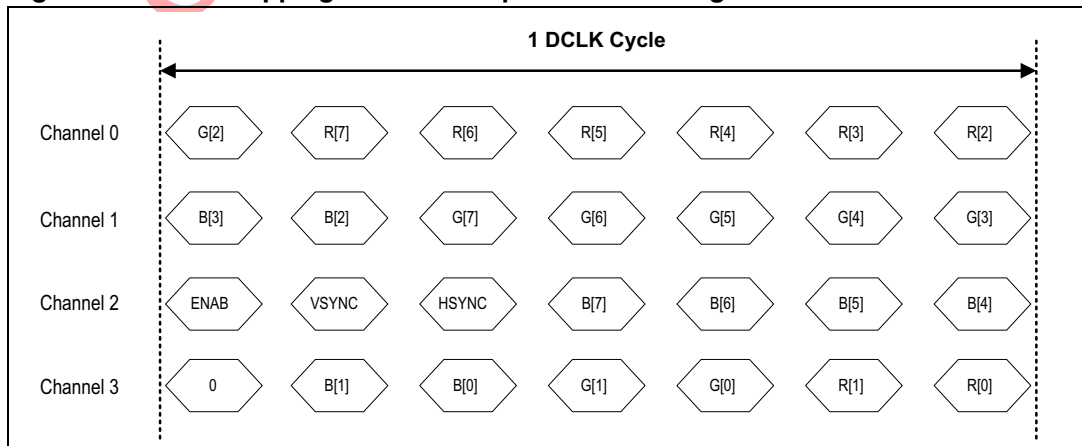 1 DCLK Cycle
Channel 0 G[2] R[7] R[6] R[5] R[4] R[3] R[2]
Channel 1 B[3] B[2] G[7] G[6] G[5] G[4] G[3]
Channel 2 ENAB VSYNC HSYNC B[7] B[6] B[5] B[4]
Channel 3 0 B[1] B[0] G[1] G[0] R[1] R[0]